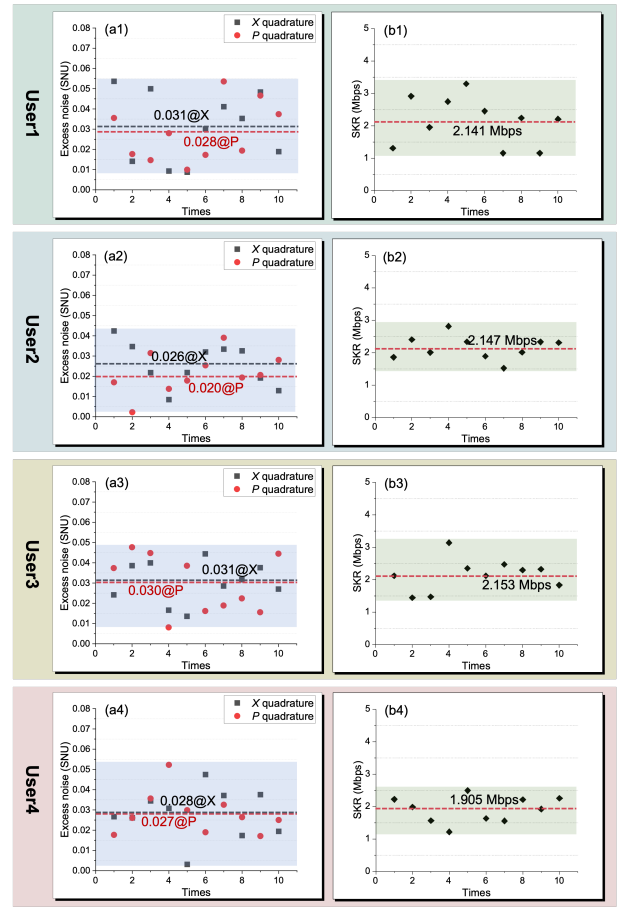 User1
(a1)
X quadrature
P quadrature
Excess noise (SNU)
0.08
0.07
0.06
0.05
0.04
0.03
0.02
0.01
0.00
0.031@X
0.028@P
0 2 4 6 8 10
Times
(b1)
SKR (Mbps)
5
4
3
2
1
0
2.141 Mbps
0 2 4 6 8 10
Times
User2
(a2)
X quadrature
P quadrature
Excess noise (SNU)
0.08
0.07
0.06
0.05
0.04
0.03
0.02
0.01
0.00
0.026@X
0.020@P
0 2 4 6 8 10
Times
(b2)
SKR (Mbps)
5
4
3
2
1
0
2.147 Mbps
0 2 4 6 8 10
Times
User3
(a3)
X quadrature
P quadrature
Excess noise (SNU)
0.08
0.07
0.06
0.05
0.04
0.03
0.02
0.01
0.00
0.031@X
0.030@P
0 2 4 6 8 10
Times
(b3)
SKR (Mbps)
5
4
3
2
1
0
2.153 Mbps
0 2 4 6 8 10
Times
User4
(a4)
X quadrature
P quadrature
Excess noise (SNU)
0.08
0.07
0.06
0.05
0.04
0.03
0.02
0.01
0.00
0.028@X
0.027@P
0 2 4 6 8 10
Times
(b4)
SKR (Mbps)
5
4
3
2
1
0
1.905 Mbps
0 2 4 6 8 10
Times